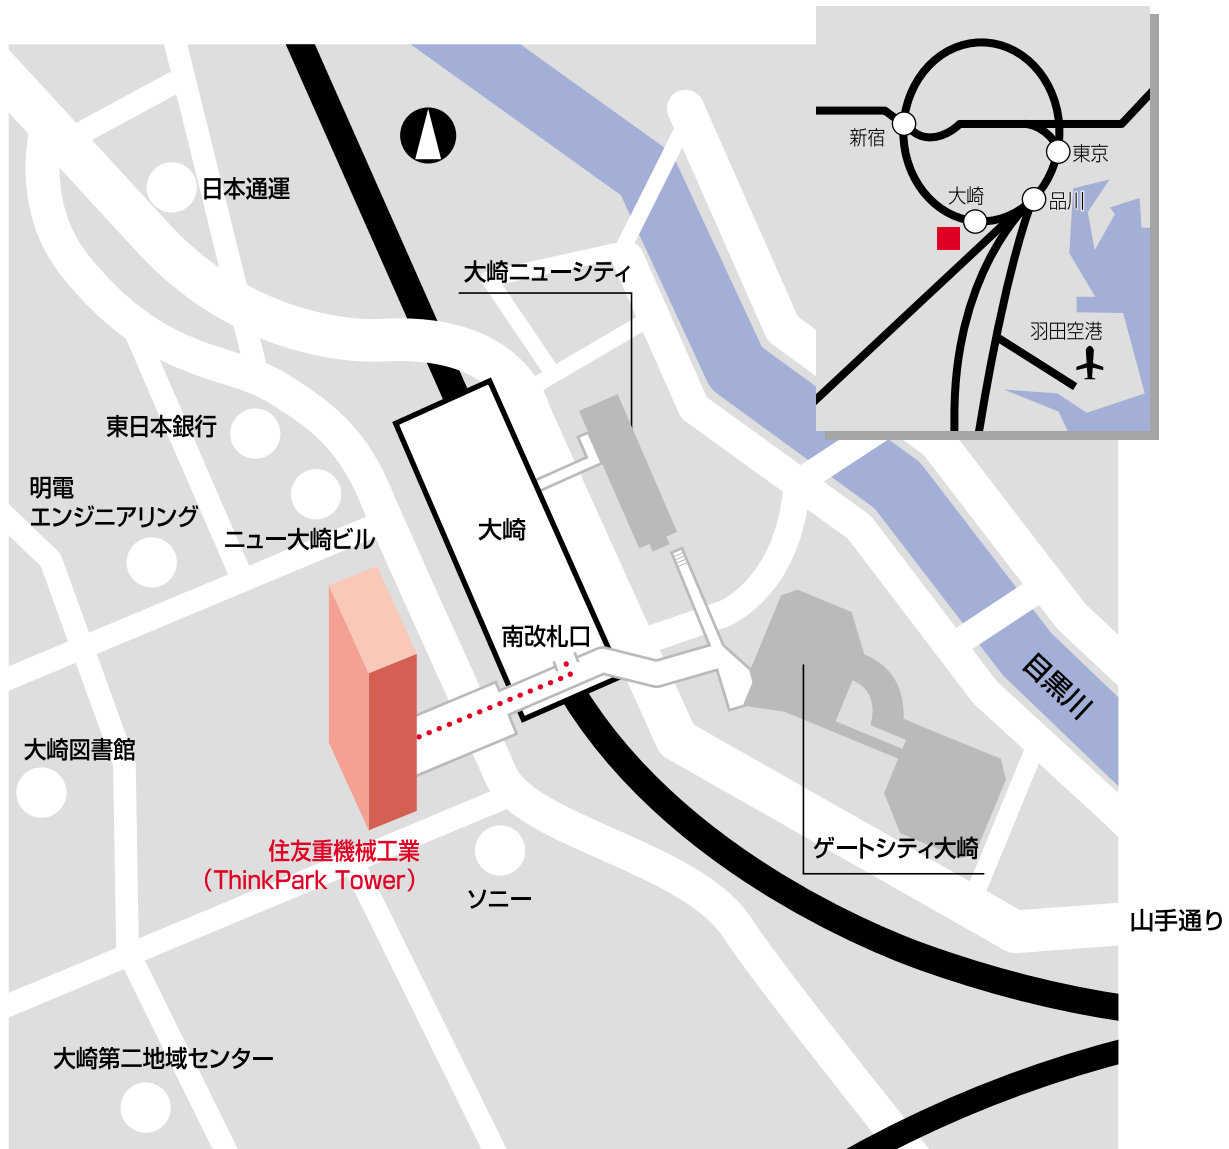 新宿
東京
大崎
品川
羽田空港
日本通運
大崎ニューシティ
東日本銀行
明電
エンジニアリング
ニュー大崎ビル
大崎
南改札口
目黒川
大崎図書館
住友重機械工業
（ThinkPark Tower）
ゲートシティ大崎
ソニー
山手通り
大崎第二地域センター